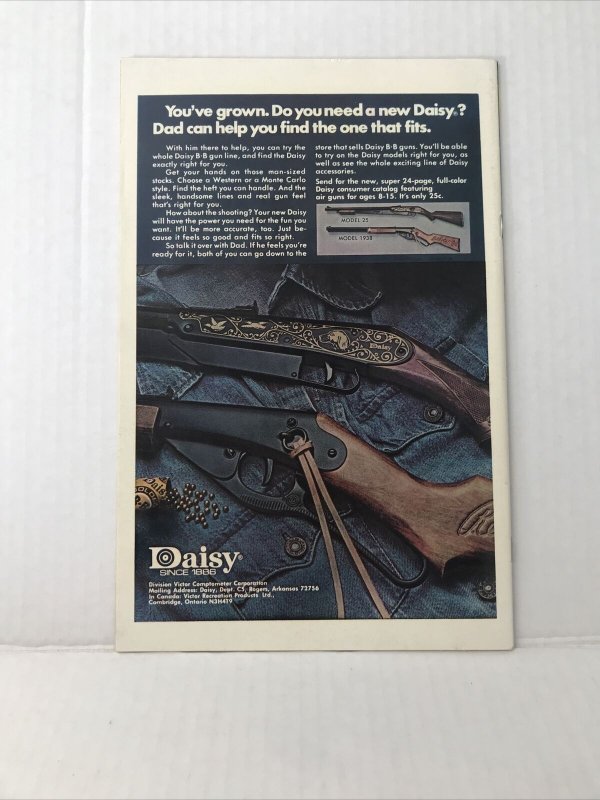 You've grown. Do you need a new Daisy®?
Dad can help you find the one that fits.
With him there to help, you can try the
whole Daisy B·B gun line, and find the Daisy
exactly right for you.
Get your hands on those man-sized
stocks. Choose a Western or a Monte Carlo
style. Find the heft you can handle. And the
sleek, handsome lines and real gun feel
that's right for you.
How about the shooting? Your new Daisy
will have the power you need for the fun you
want. It'll be more accurate, too. Just be-
cause it feels so good and fits so right.
So talk it over with Dad. If he feels you're
ready for it, both of you can go down to the
store that sells Daisy B·B guns. You'll be able
to try on the Daisy models right for you, as
well as see the whole exciting line of Daisy
accessories.
Send for the new, super 24-page, full-color
Daisy consumer catalog featuring
air guns for ages 8-15. It's only 25c.
MODEL 25
MODEL 1938
Daisy
Daisy®
SINCE 1886
Division Victor Comptometer Corporation
Mailing Address: Daisy, Dept. C5, Rogers, Arkansas 72756
In Canada: Victor Recreation Products Ltd.,
Cambridge, Ontario N3H4T9